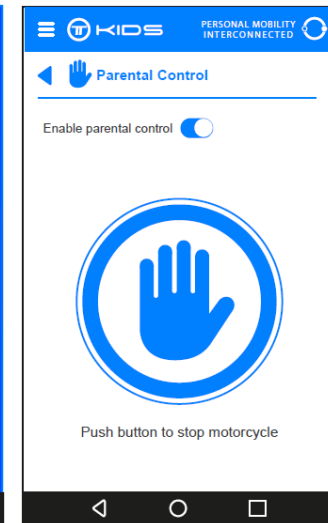 KIDS
PERSONAL MOBILITY
INTERCONNECTED
Parental Control
Enable parental control
Push button to stop motorcycle